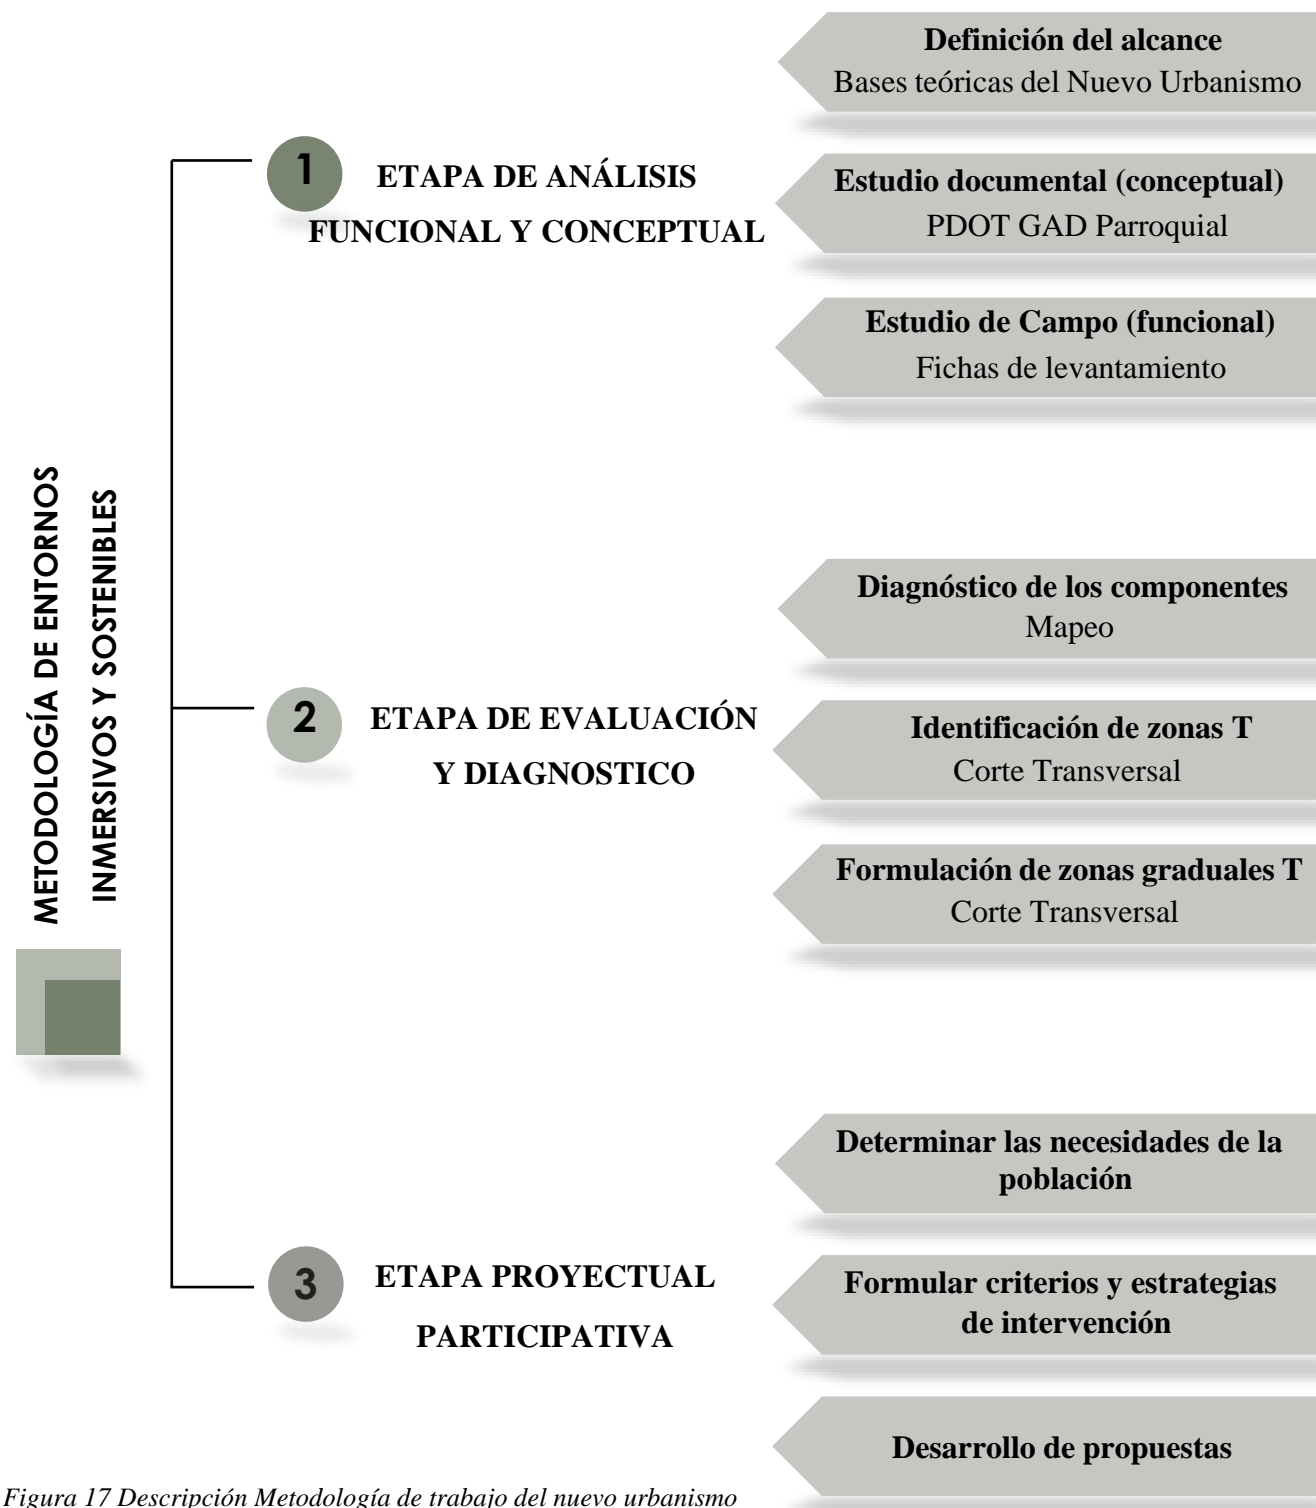 METODOLOGÍA DE ENTORNOS
INMERSIVOS Y SOSTENIBLES
1
ETAPA DE ANÁLISIS
FUNCIONAL Y CONCEPTUAL
Definición del alcance
Bases teóricas del Nuevo Urbanismo
Estudio documental (conceptual)
PDOT GAD Parroquial
Estudio de Campo (funcional)
Fichas de levantamiento
2
ETAPA DE EVALUACIÓN
Y DIAGNOSTICO
Diagnóstico de los componentes
Mapeo
Identificación de zonas T
Corte Transversal
Formulación de zonas graduales T
Corte Transversal
3
ETAPA PROYECTUAL
PARTICIPATIVA
Determinar las necesidades de la
población
Formular criterios y estrategias
de intervención
Desarrollo de propuestas
Figura 17 Descripción Metodología de trabajo del nuevo urbanismo